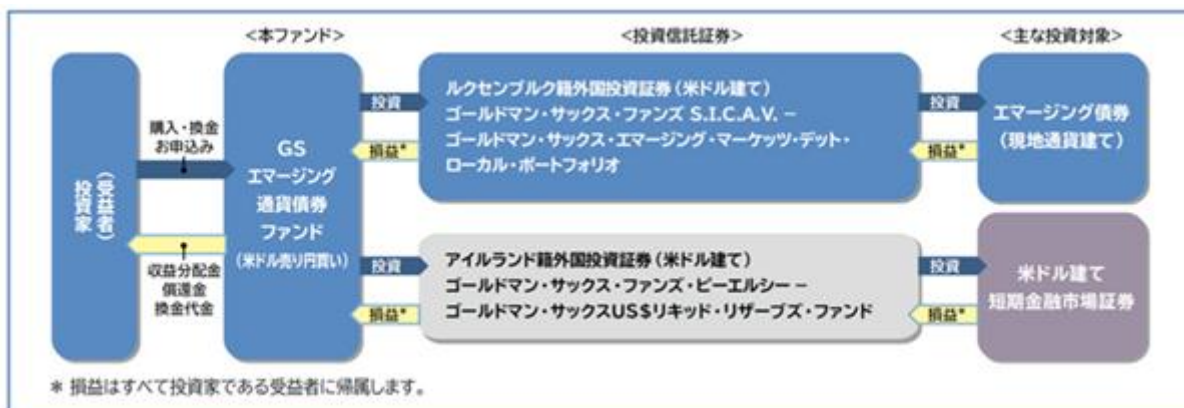 <本ファンド>
<投資信託証券>
<主な投資対象>
投資家
(受益者)
購入・換金
お申込み
収益分配金
償還金
換金代金
GS
エマージング
通貨債券
ファンド
(米ドル売り円買い)
投資
損益*
ルクセンブルク籍外国投資証券(米ドル建て)
ゴールドマン・サックス・ファンズ S.I.C.A.V. −
ゴールドマン・サックス・エマージング・マーケッツ・デット・
ローカル・ポートフォリオ
投資
損益*
エマージング債券
(現地通貨建て)
投資
損益*
アイルランド籍外国投資証券(米ドル建て)
ゴールドマン・サックス・ファンズ・ピーエルシー −
ゴールドマン・サックスUS$リキッド・リザーブズ・ファンド
投資
損益*
米ドル建て
短期金融市場証券
* 損益はすべて投資家である受益者に帰属します。